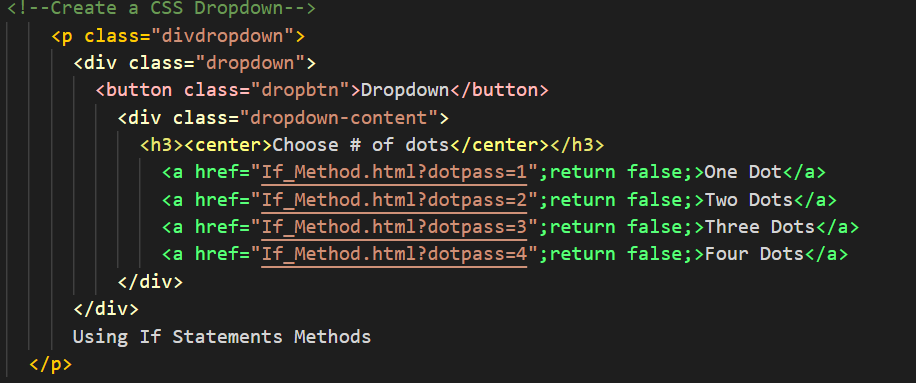 <!--Create a CSS Dropdown-->
<p class="divdropdown">
<div class="dropdown">
<button class="dropbtn">Dropdown</button>
<div class="dropdown-content">
<h3><center>Choose # of dots</center></h3>
<a href="If_Method.html?dotpass=1";return false;>One Dot</a>
<a href="If_Method.html?dotpass=2";return false;>Two Dots</a>
<a href="If_Method.html?dotpass=3";return false;>Three Dots</a>
<a href="If_Method.html?dotpass=4";return false;>Four Dots</a>
</div>
</div>
Using If Statements Methods
</p>